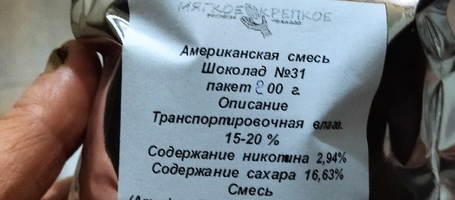 МЯГКОЕ КРЕПКОЕ
Американская смесь
Шоколад №31
пакет 200 г.
Описание
Транспортировочная влаг.
15-20 %
Содержание никотина 2,94%
Содержание сахара 16,63%
Смесь